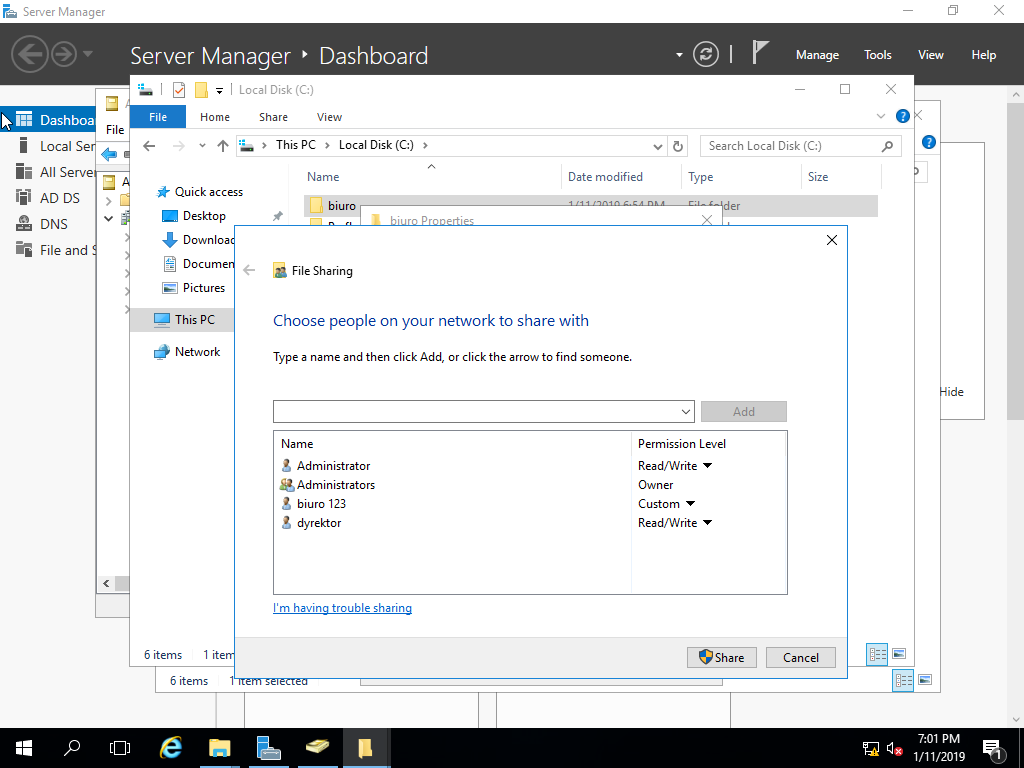 Server Manager
Server Manager ‣ Dashboard
Manage Tools View Help
Local Disk (C:)
File Home Share View
File
This PC > Local Disk (C:) >
Search Local Disk (C:)
Dashboa
Local Ser
All Server
AD DS
DNS
File and S
A
Quick access
Desktop
Download
Documen
Pictures
This PC
Network
Name Date modified Type Size
biuro 1/11/2019 6:54 PM File folder
biuro Properties
File Sharing
Choose people on your network to share with
Type a name and then click Add, or click the arrow to find someone.
Add
Name Permission Level
Administrator Read/Write
Administrators Owner
biuro 123 Custom
dyrektor Read/Write
I'm having trouble sharing
Share Cancel
Hide
6 items 1 item
6 items 1 item selected
7:01 PM
1/11/2019
1